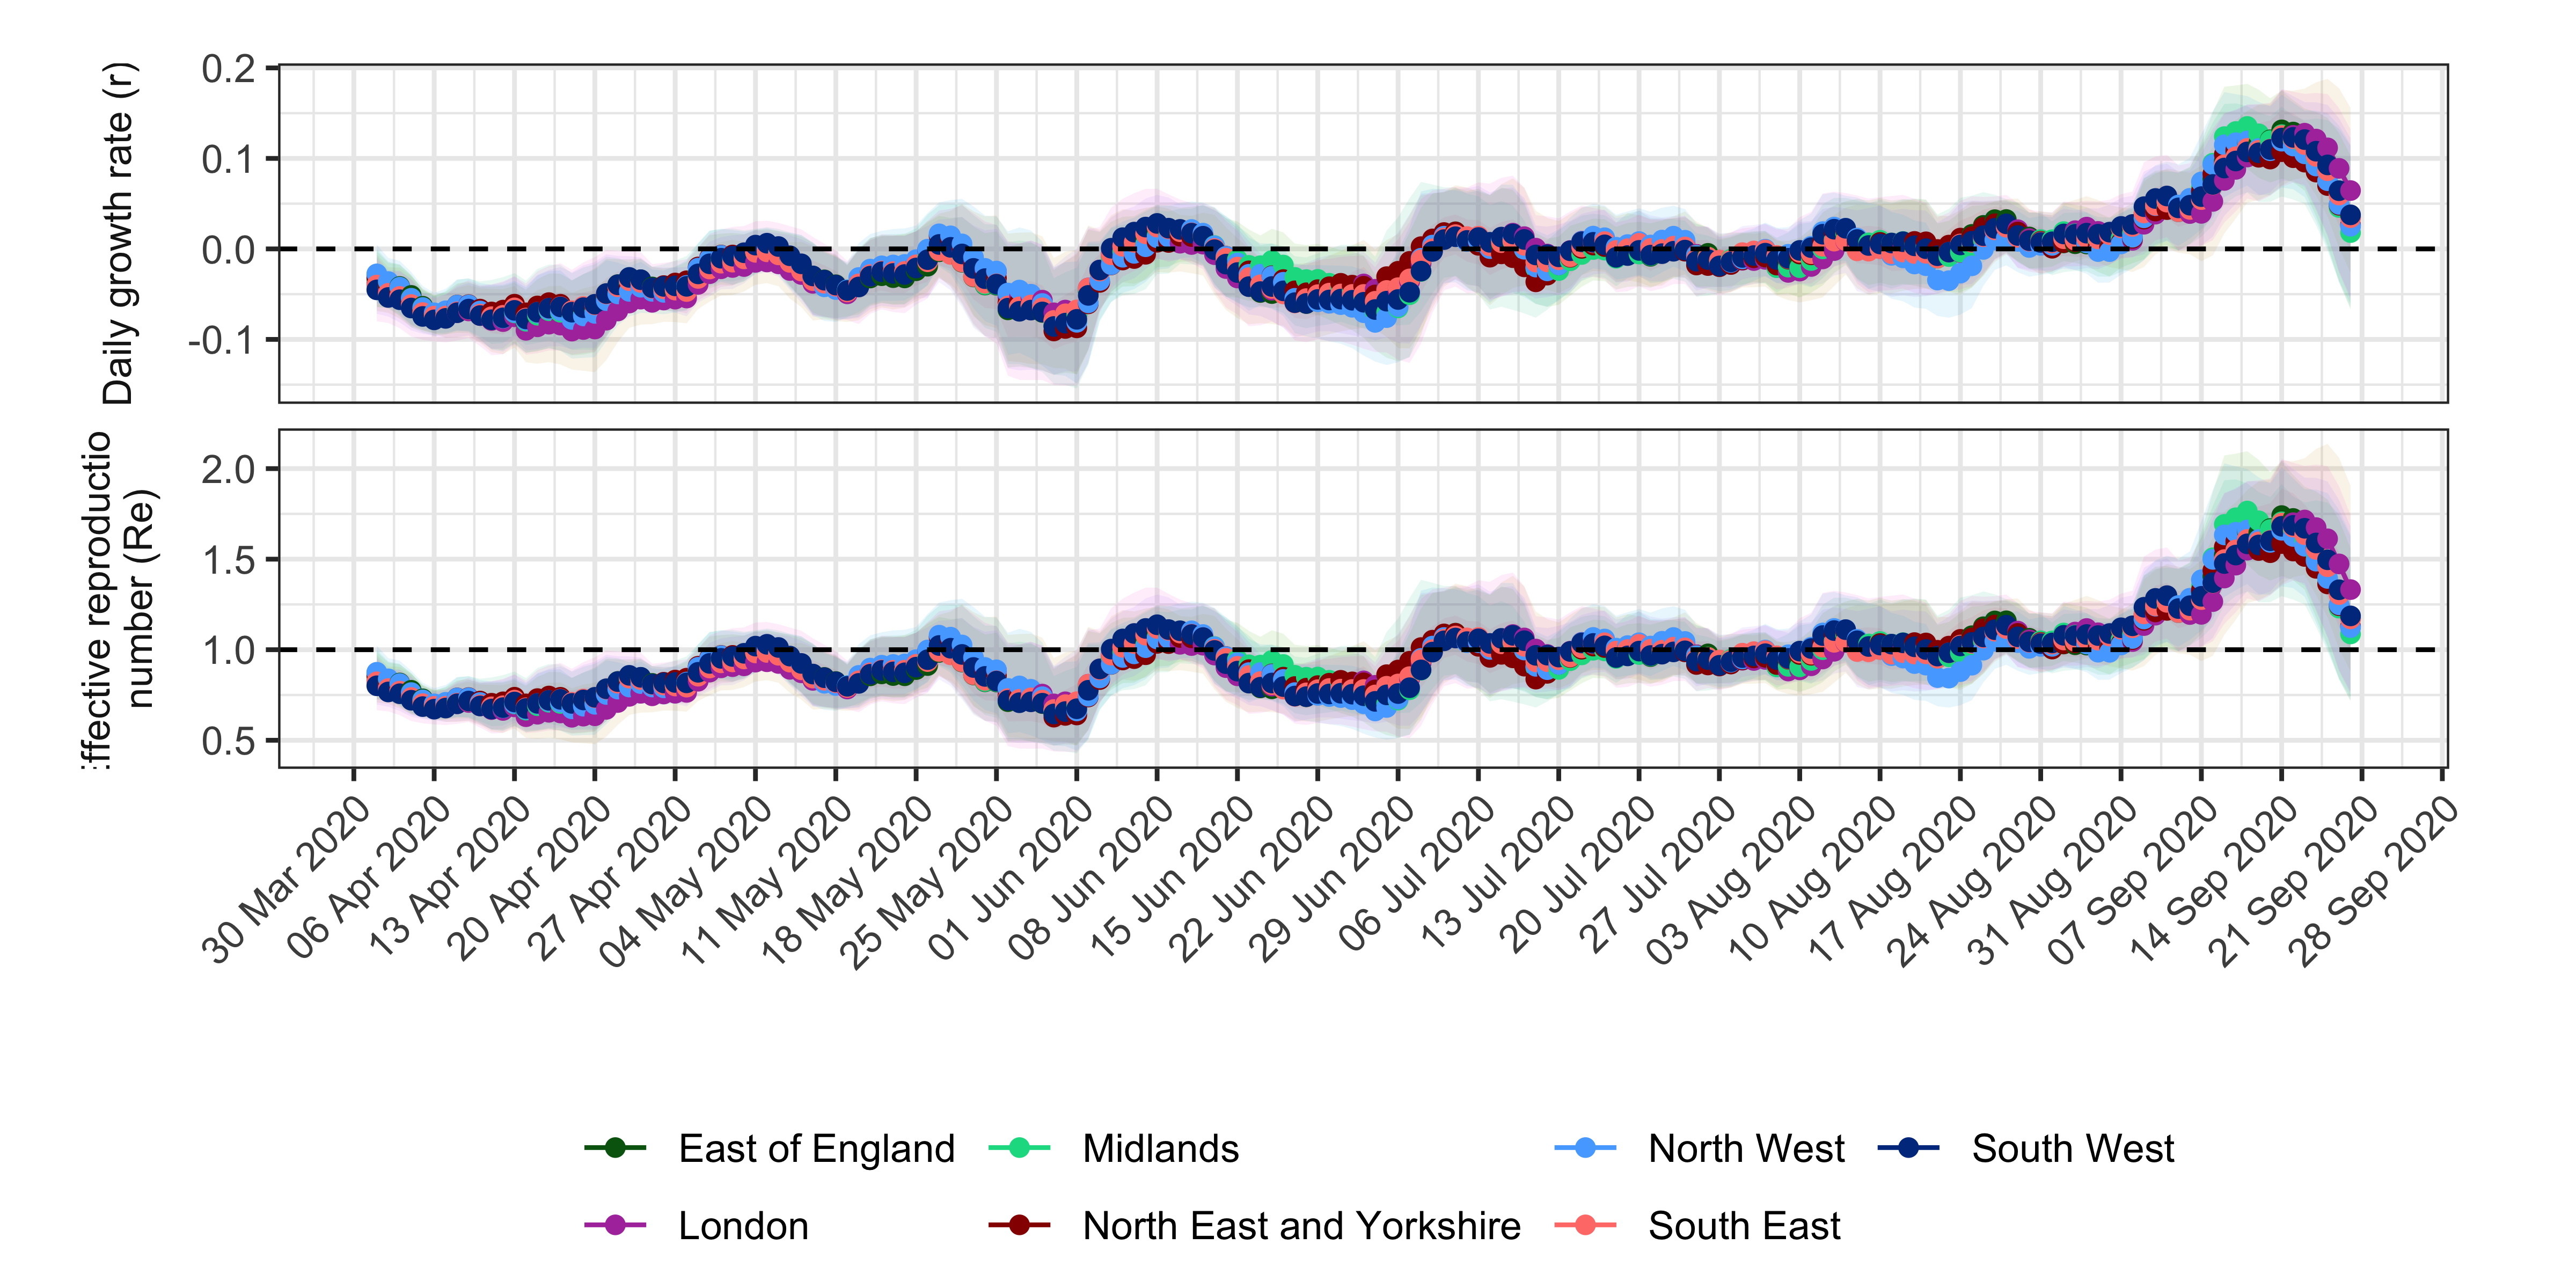 Daily growth rate (r)
0.2
0.1
0.0
-0.1
ffective reproductio
number (Re)
2.0
1.5
1.0
0.5
30 Mar 2020
06 Apr 2020
13 Apr 2020
20 Apr 2020
27 Apr 2020
04 May 2020
11 May 2020
18 May 2020
25 May 2020
01 Jun 2020
08 Jun 2020
15 Jun 2020
22 Jun 2020
29 Jun 2020
06 Jul 2020
13 Jul 2020
20 Jul 2020
27 Jul 2020
03 Aug 2020
10 Aug 2020
17 Aug 2020
24 Aug 2020
31 Aug 2020
07 Sep 2020
14 Sep 2020
21 Sep 2020
28 Sep 2020
East of England Midlands North West South West
London North East and Yorkshire South East